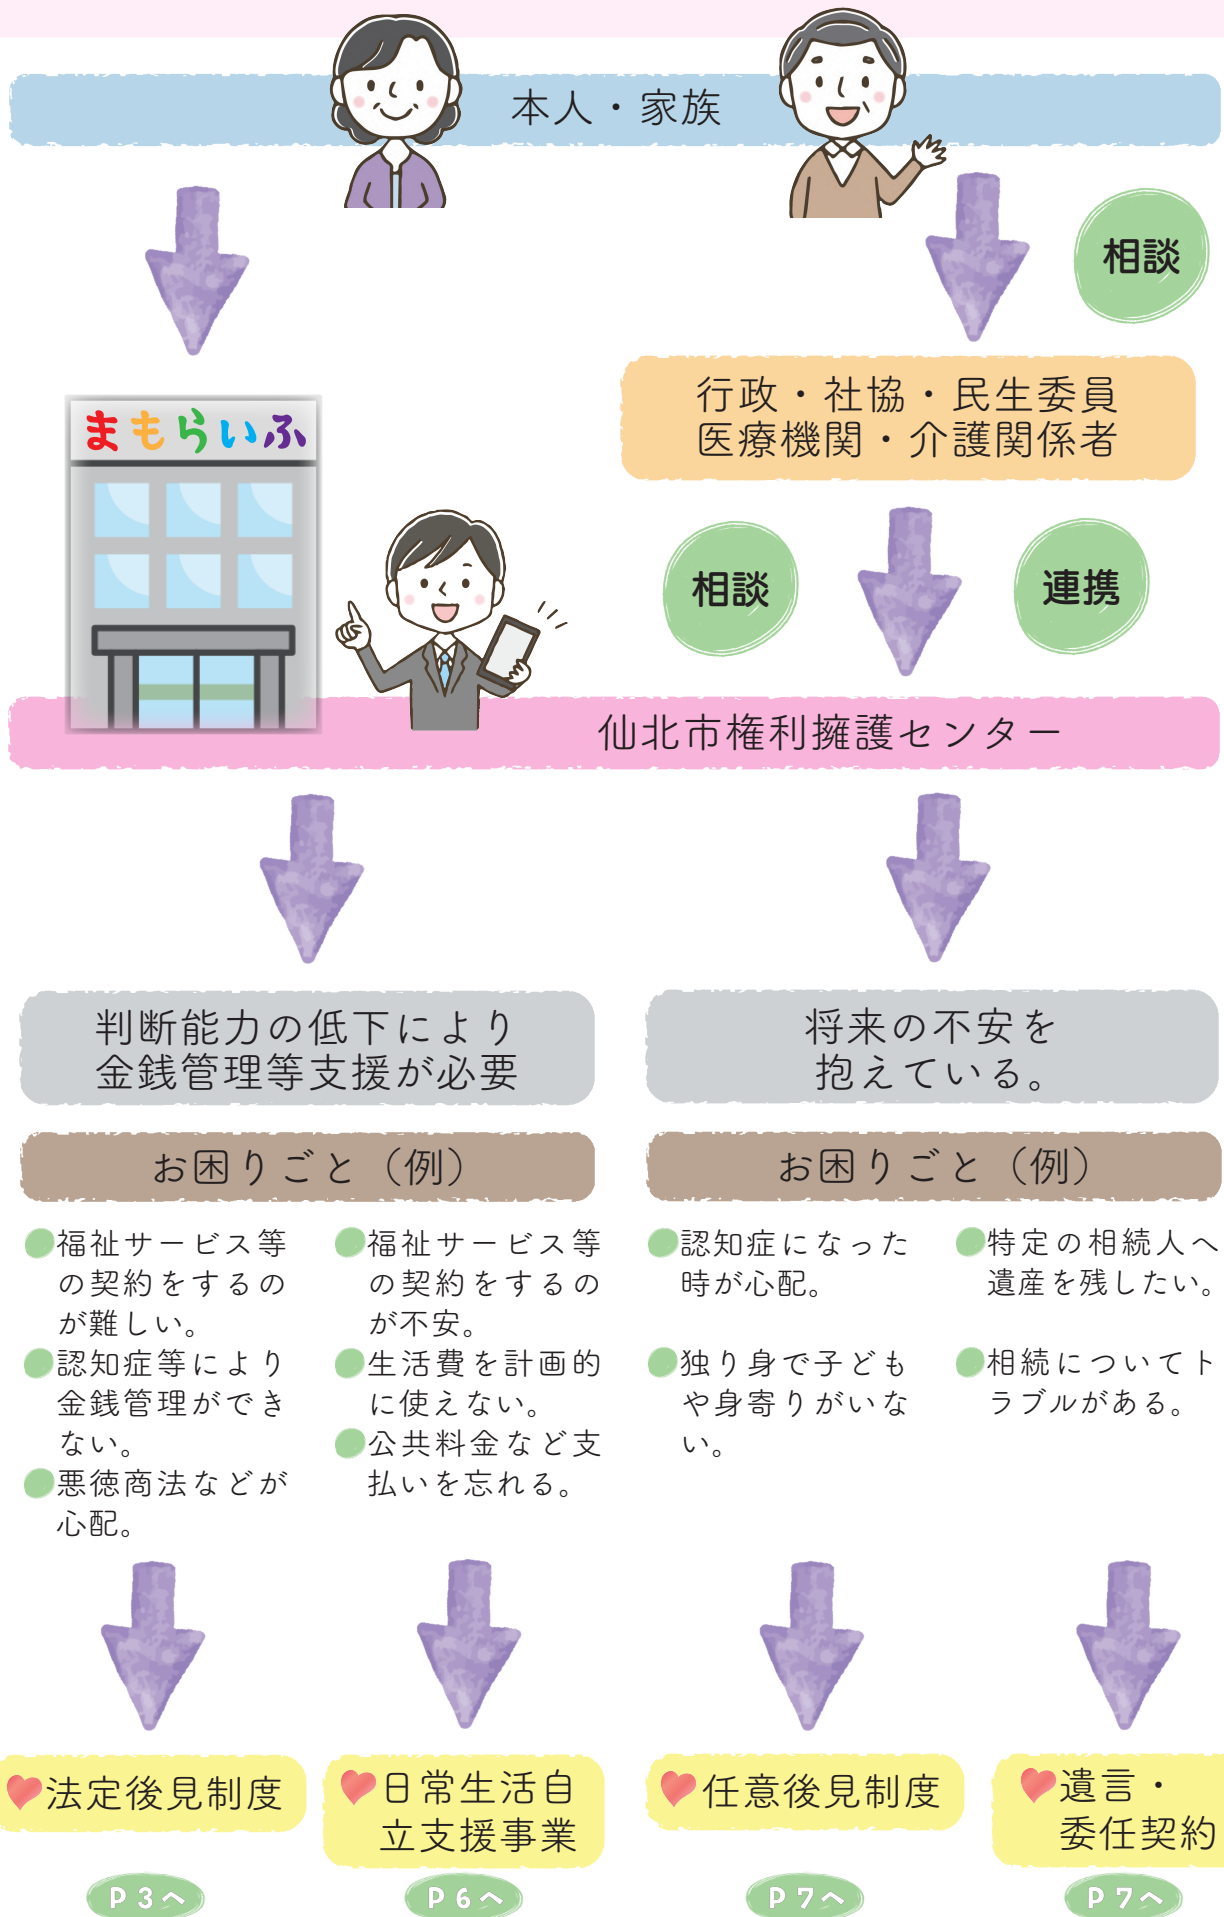 本人・家族
相談
行政・社協・民生委員
医療機関・介護関係者
まもらいふ
相談
連携
仙北市権利擁護センター
判断能力の低下により
金銭管理等支援が必要
お困りごと（例）
福祉サービス等
の契約をするの
が難しい。
認知症等により
金銭管理ができ
ない。
悪徳商法などが
心配。
福祉サービス等
の契約をするの
が不安。
生活費を計画的
に使えない。
公共料金など支
払いを忘れる。
将来の不安を
抱えている。
お困りごと（例）
認知症になった
時が心配。
独り身で子ども
や身寄りがいな
い。
特定の相続人へ
遺産を残したい。
相続についてト
ラブルがある。
法定後見制度
P3へ
日常生活自
立支援事業
P6へ
任意後見制度
P7へ
遺言・
委任契約
P7へ